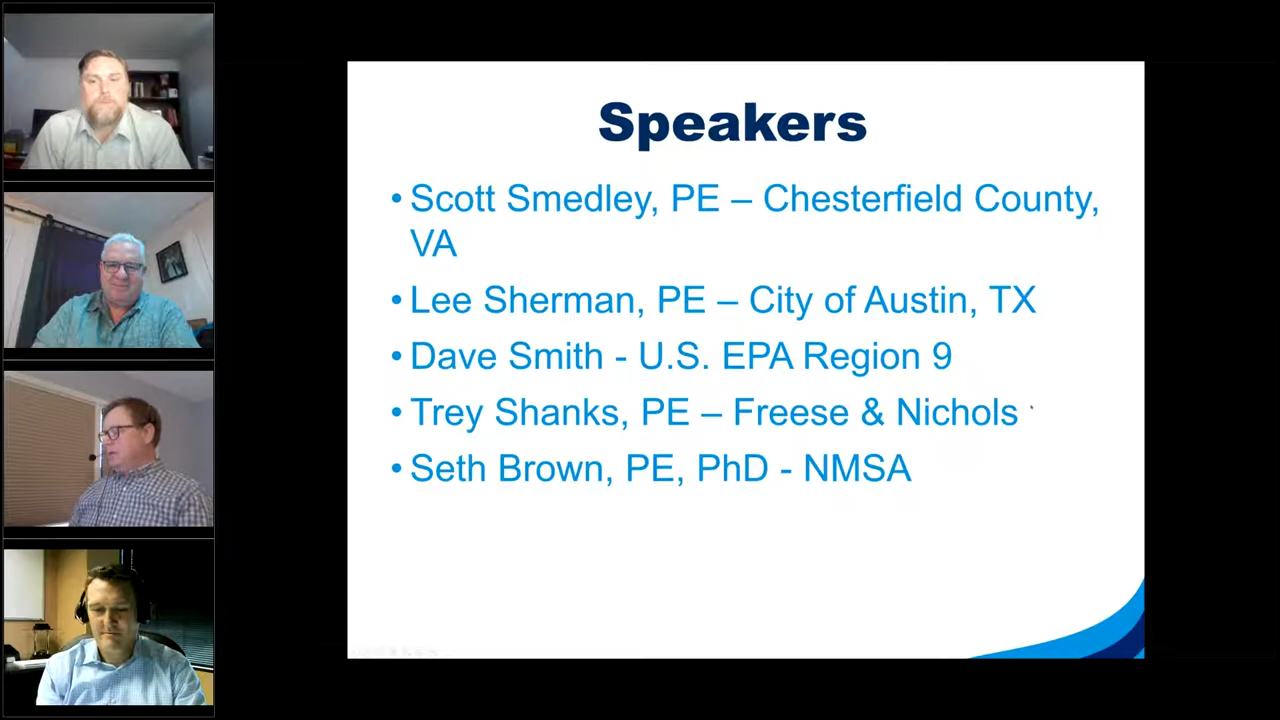 Speakers
• Scott Smedley, PE – Chesterfield County,
VA
• Lee Sherman, PE – City of Austin, TX
• Dave Smith - U.S. EPA Region 9
• Trey Shanks, PE – Freese & Nichols
• Seth Brown, PE, PhD - NMSA